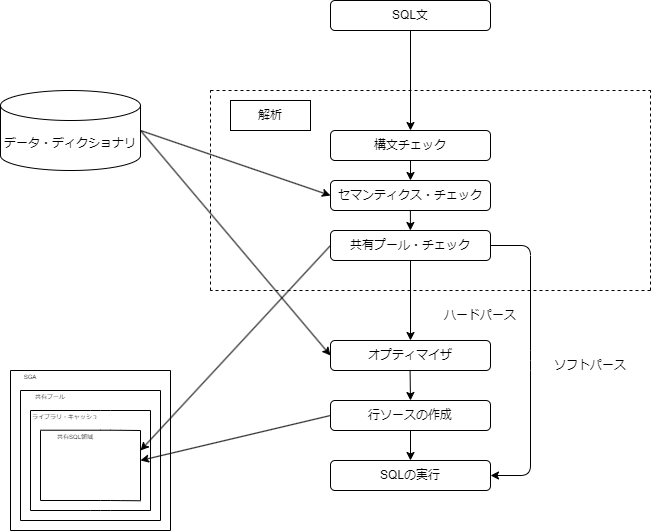 SQL文
解析
データ・ディクショナリ
構文チェック
セマンティクス・チェック
共有プール・チェック
ハードパース
オプティマイザ
ソフトパース
SGA
共有プール
ライブラリ・キャッシュ
共有SQL領域
行ソースの作成
SQLの実行